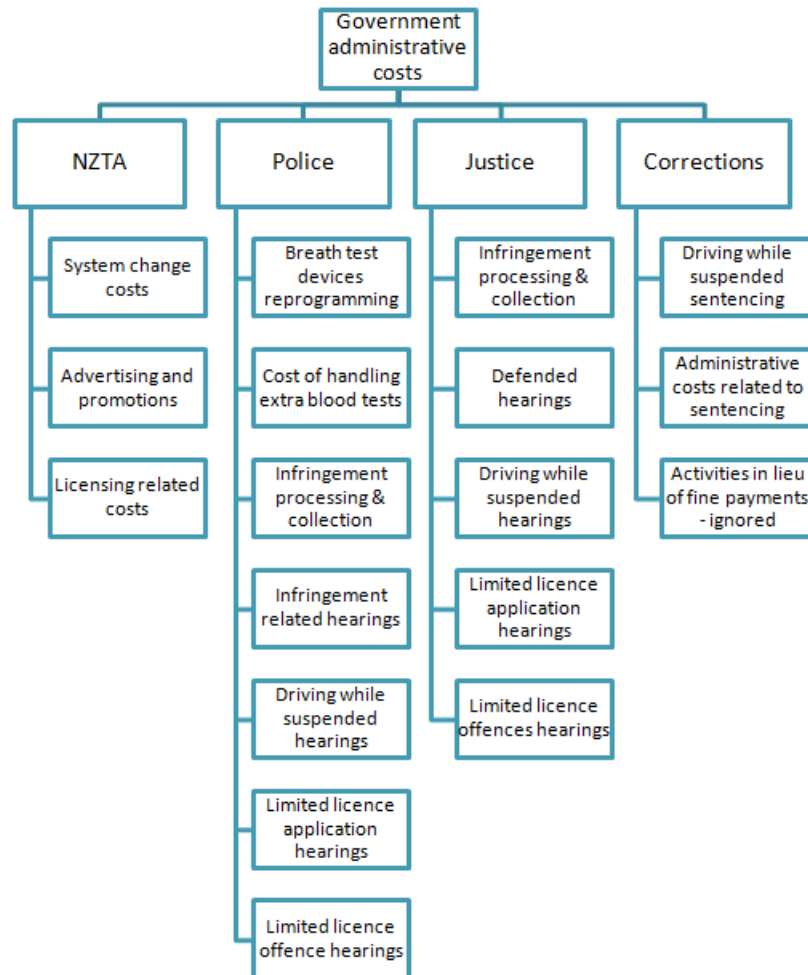 Government
administrative
costs
NZTA
System change
costs
Advertising and
promotions
Licensing related
costs
Police
Breath test
devices
reprogramming
Cost of handling
extra blood tests
Infringement
processing &
collection
Infringement
related hearings
Driving while
suspended
hearings
Limited licence
application
hearings
Limited licence
offence hearings
Justice
Infringement
processing &
collection
Defended
hearings
Driving while
suspended
hearings
Limited licence
application
hearings
Limited licence
offences hearings
Corrections
Driving while
suspended
sentencing
Administrative
costs related to
sentencing
Activities in lieu
of fine payments
- ignored